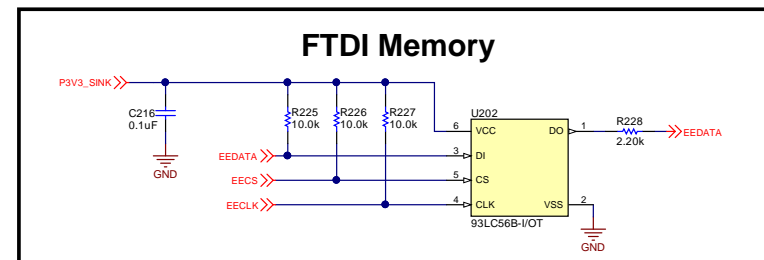 FTDI Memory
P3V3_SINK
C216
0.1uF
GND
R225
10.0k
R226
10.0k
R227
10.0k
EEDATA
EECS
EECLK
U202
6 VCC DO 1
3 DI
5 CS
4 CLK VSS 2
93LC56B-I/OT
R228
2.20k
EEDATA
GND